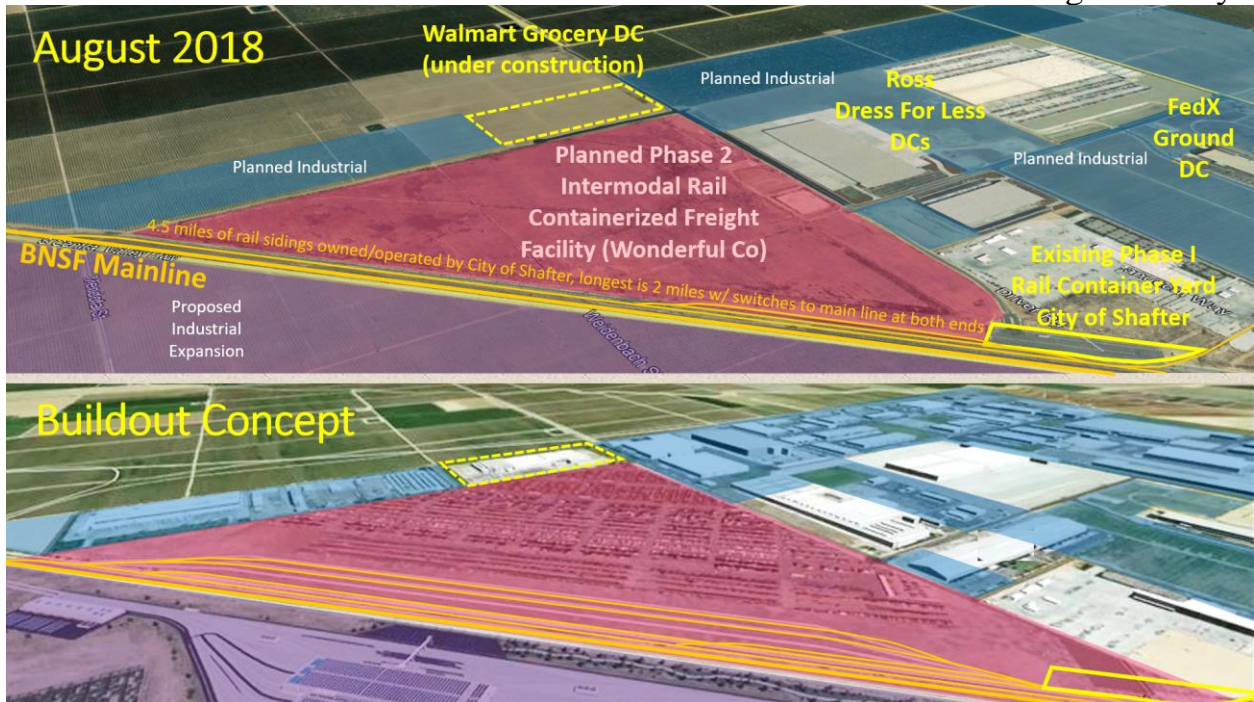 August 2018
Walmart Grocery DC
(under construction)
Planned Industrial
Ross
Dress For Less
DCs
FedX
Ground
DC
Planned Industrial
Planned Industrial
Planned Phase 2
Intermodal Rail
Containerized Freight
Facility (Wonderful Co)
4.5 miles of rail sidings owned/operated by City of Shafter, longest is 2 miles w/ switches to main line at both ends
BNSF Mainline
Proposed
Industrial
Expansion
Existing Phase I
Rail Container Yard
City of Shafter
Buildout Concept